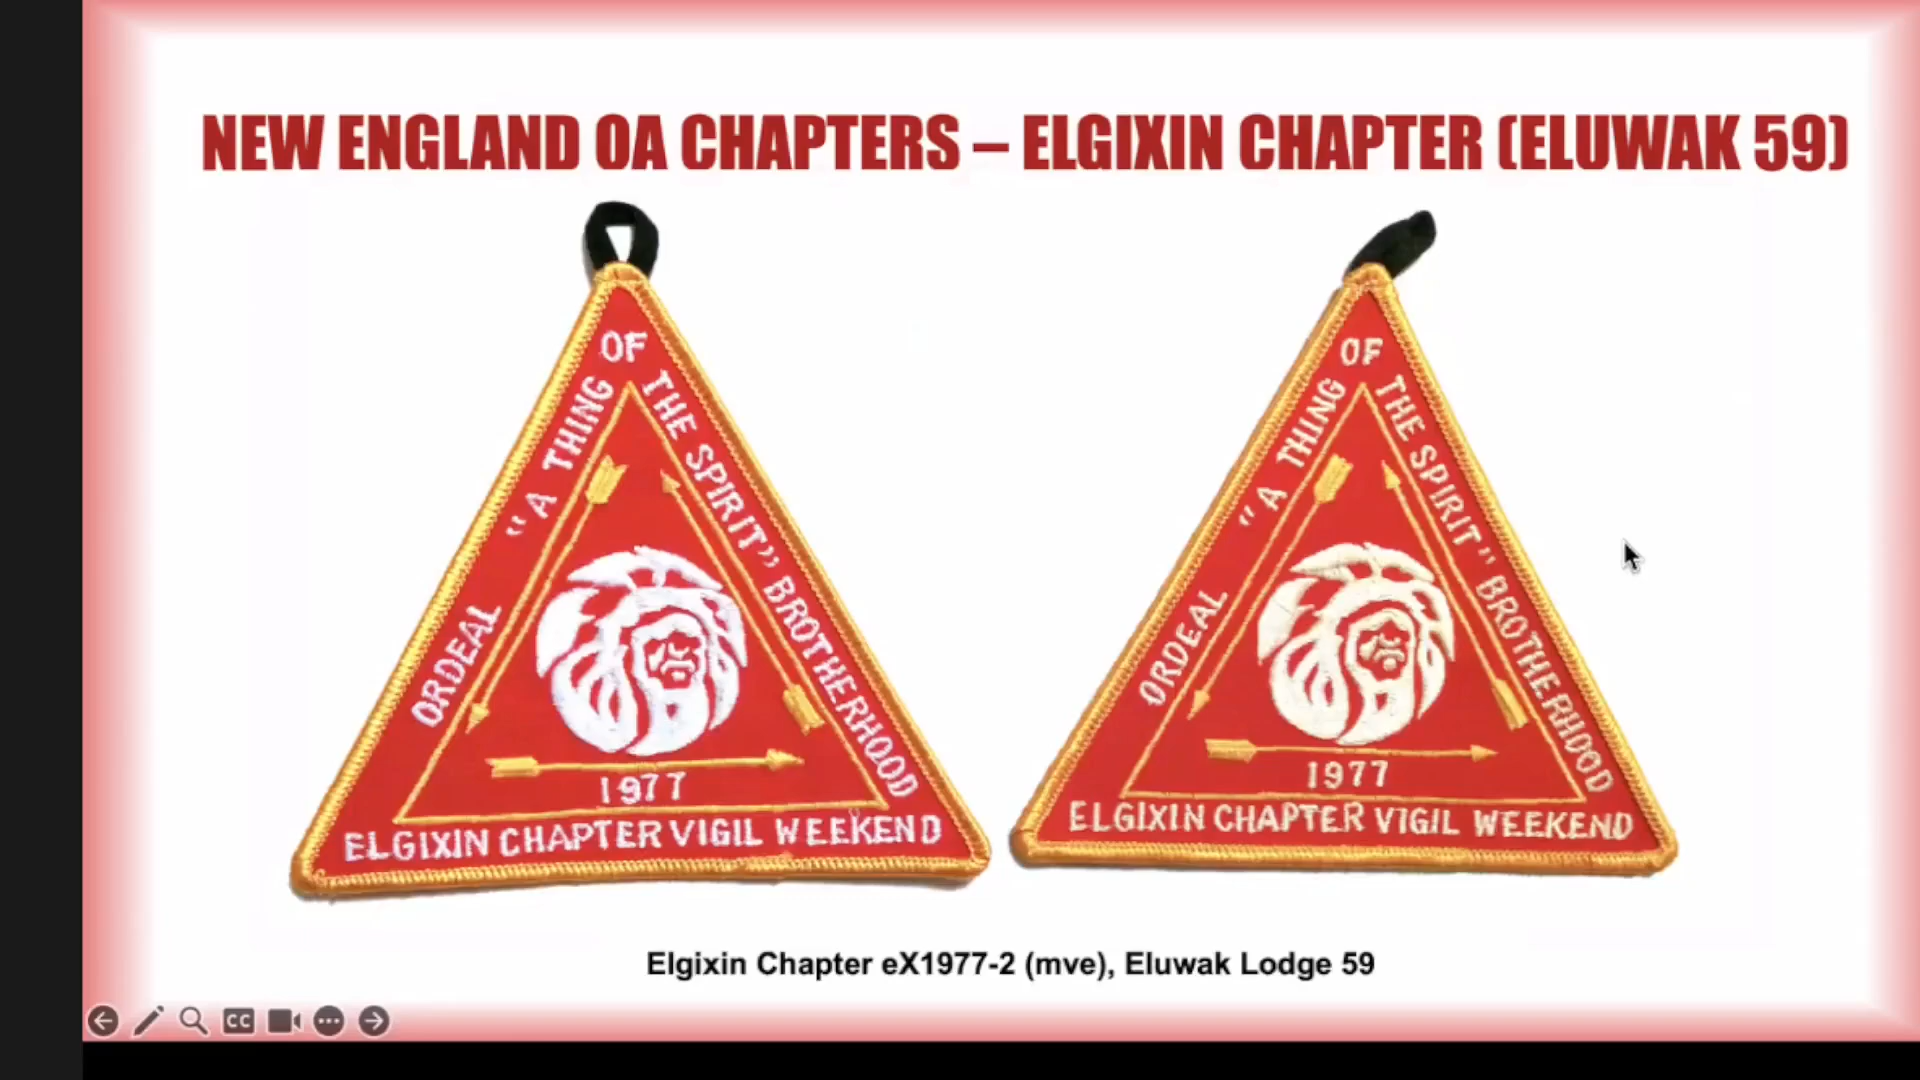 NEW ENGLAND OA CHAPTERS – ELGIXIN CHAPTER (ELUWAK 59)
ORDEAL "A THING OF THE SPIRIT" BROTHERHOOD
1977
ELGIXIN CHAPTER VIGIL WEEKEND
ORDEAL "A THING OF THE SPIRIT" BROTHERHOOD
1977
ELGIXIN CHAPTER VIGIL WEEKEND
Elgixin Chapter eX1977-2 (mve), Eluwak Lodge 59
CC